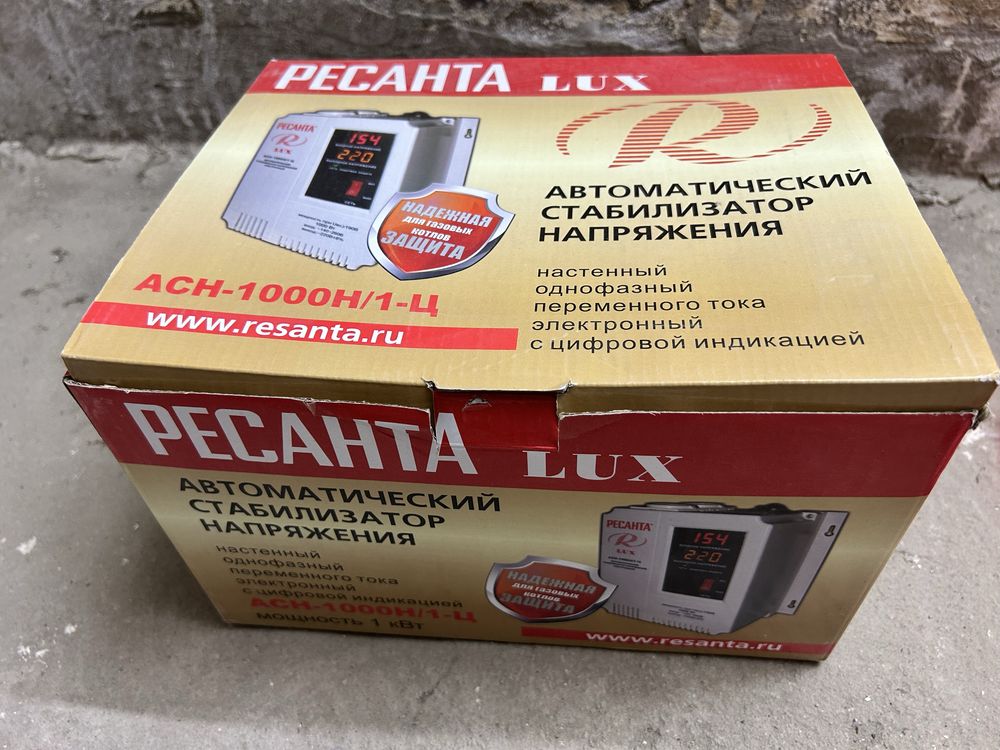 РЕСАНТА LUX
РЕСАНТА
R
LUX
154
220
НАДЕЖНАЯ
для газовых
котлов
ЗАЩИТА
R
АВТОМАТИЧЕСКИЙ
СТАБИЛИЗАТОР
НАПРЯЖЕНИЯ
настенный
однофазный
переменного тока
электронный
с цифровой индикацией
АСН-1000Н/1-Ц
www.resanta.ru
РЕСАНТА LUX
АВТОМАТИЧЕСКИЙ
СТАБИЛИЗАТОР
НАПРЯЖЕНИЯ
настенный
однофазный
переменного тока
электронный
с цифровой индикацией
АСН-1000Н/1-Ц
мощность 1 кВт
НАДЕЖНАЯ
для газовых
котлов
ЗАЩИТА
РЕСАНТА
R
LUX
154
220
www.resanta.ru